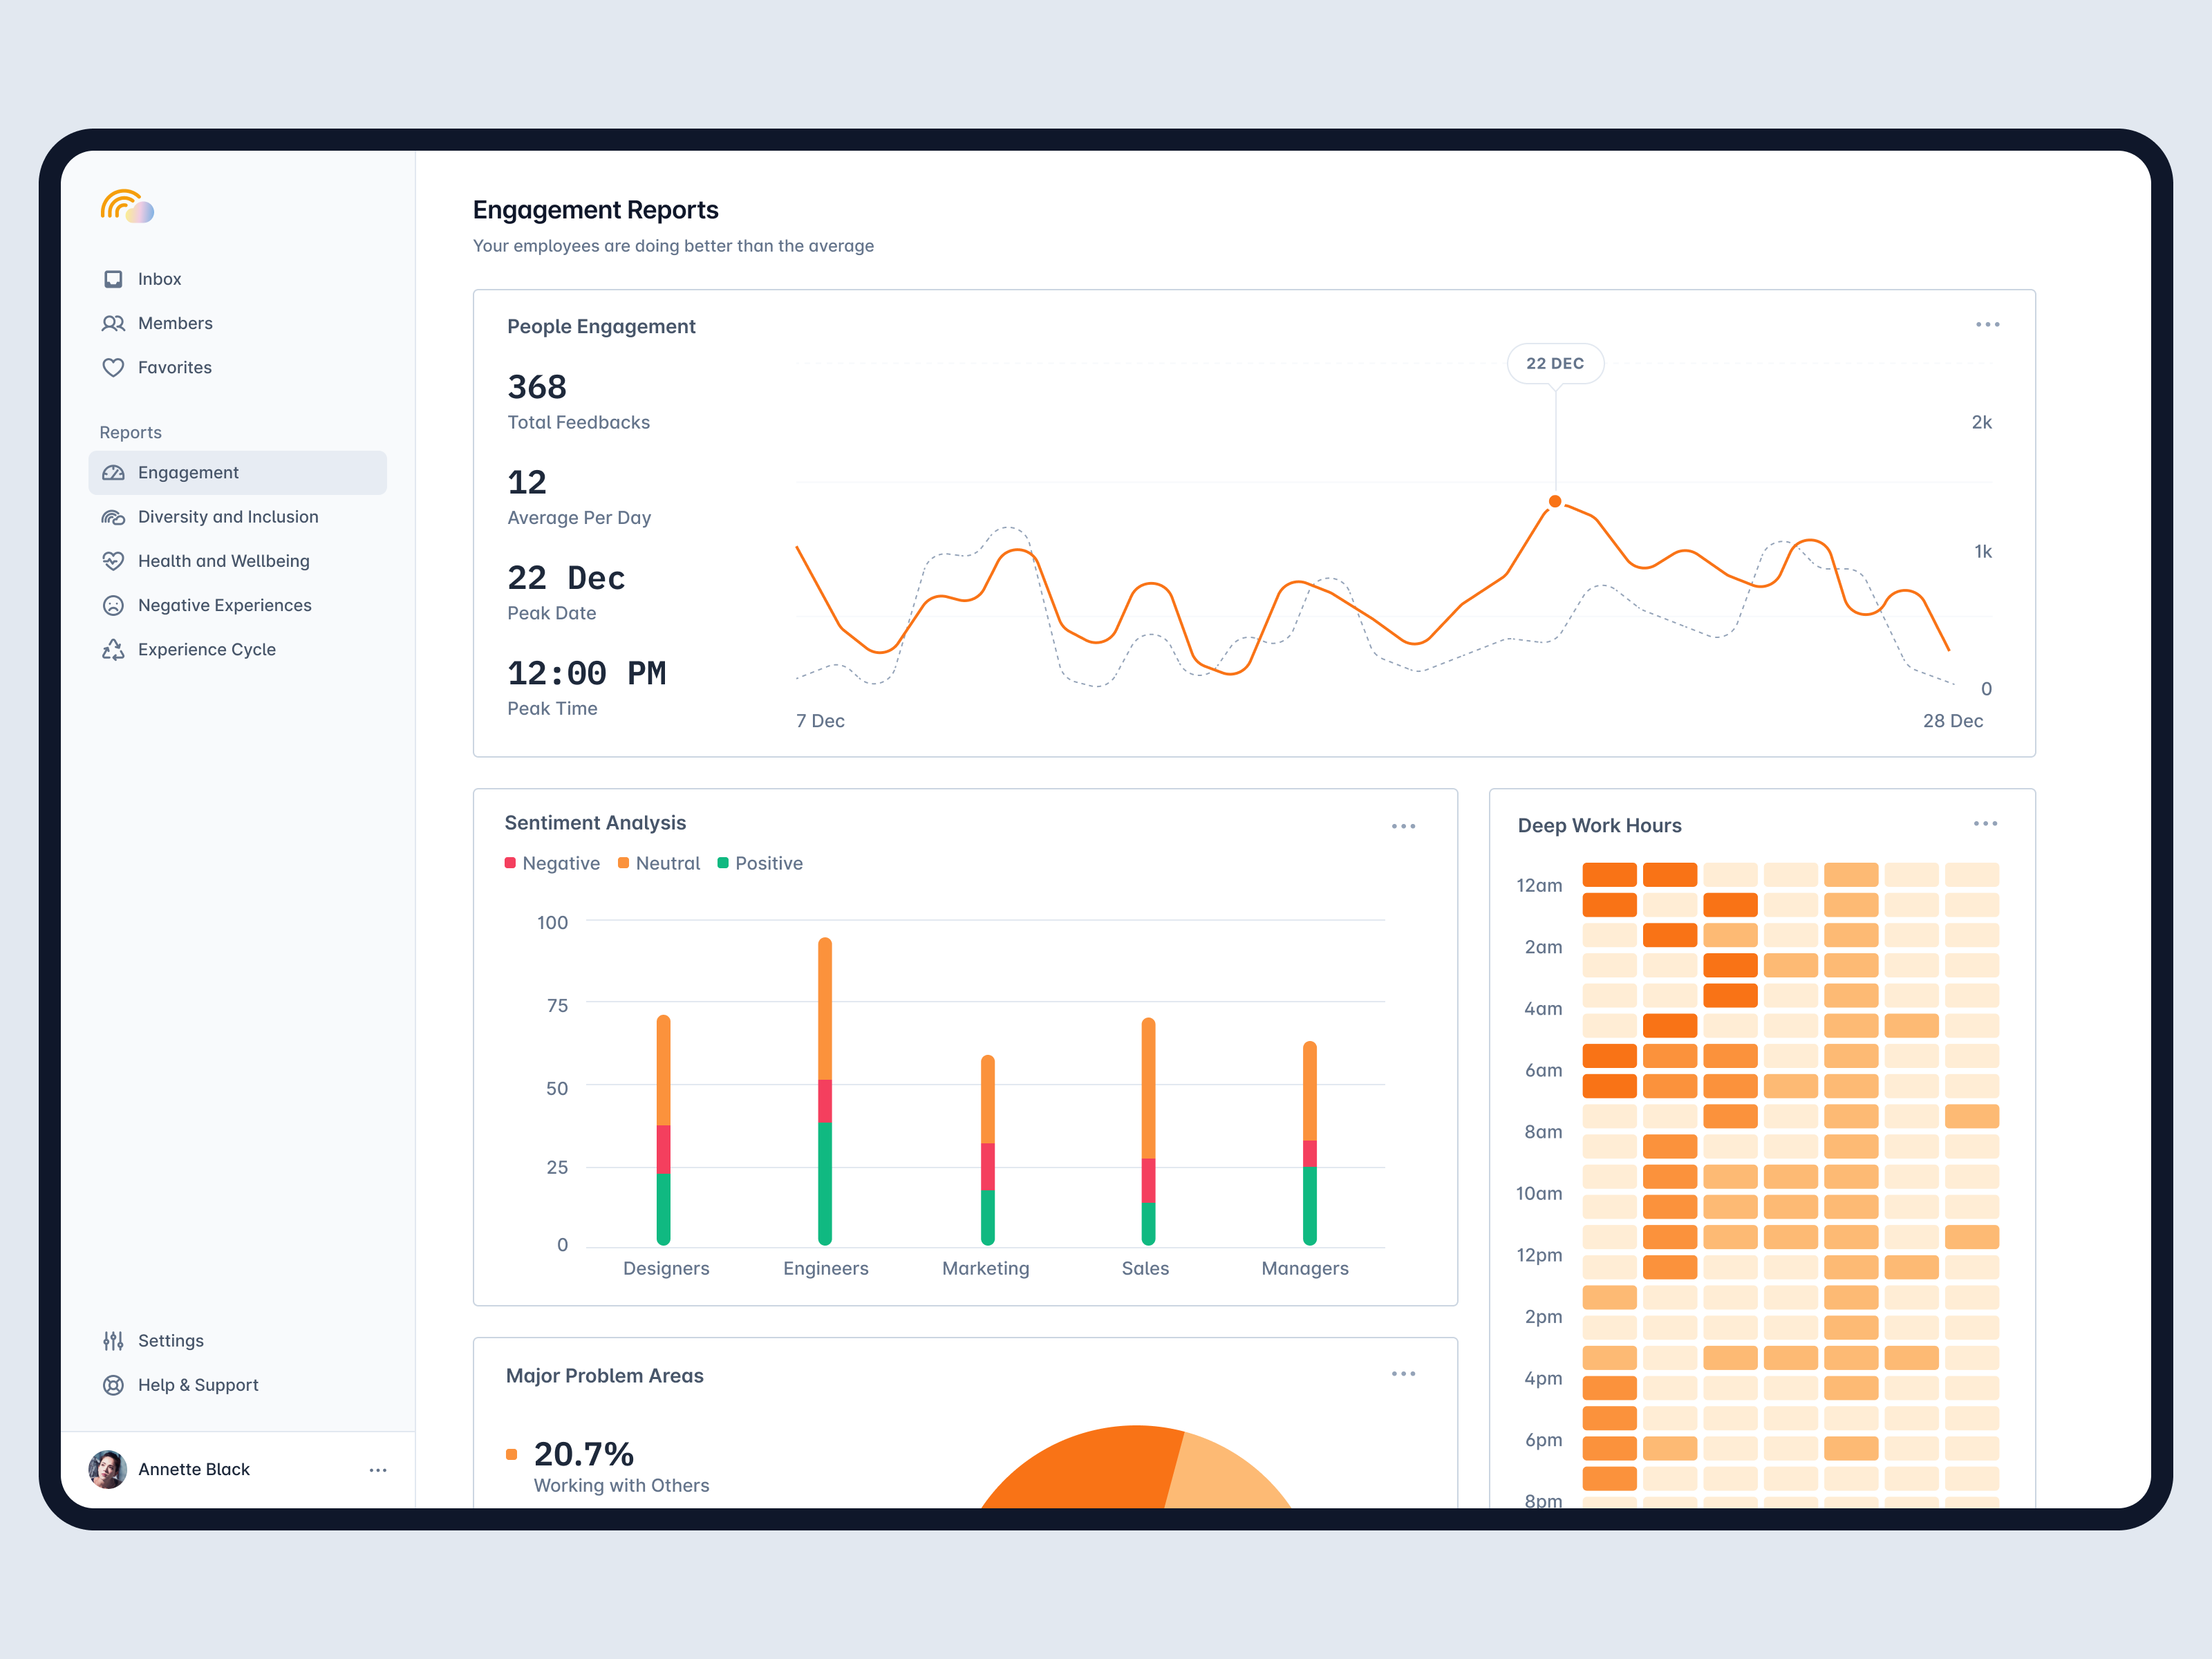 Inbox
Members
Favorites
Reports
Engagement
Diversity and Inclusion
Health and Wellbeing
Negative Experiences
Experience Cycle
Settings
Help & Support
Annette Black
Engagement Reports
Your employees are doing better than the average
People Engagement
368
Total Feedbacks
12
Average Per Day
22 Dec
Peak Date
12:00 PM
Peak Time
22 DEC
2k
1k
0
7 Dec
28 Dec
Sentiment Analysis
Negative
Neutral
Positive
100
75
50
25
0
Designers
Engineers
Marketing
Sales
Managers
Deep Work Hours
12am
2am
4am
6am
8am
10am
12pm
2pm
4pm
6pm
8pm
Major Problem Areas
20.7%
Working with Others